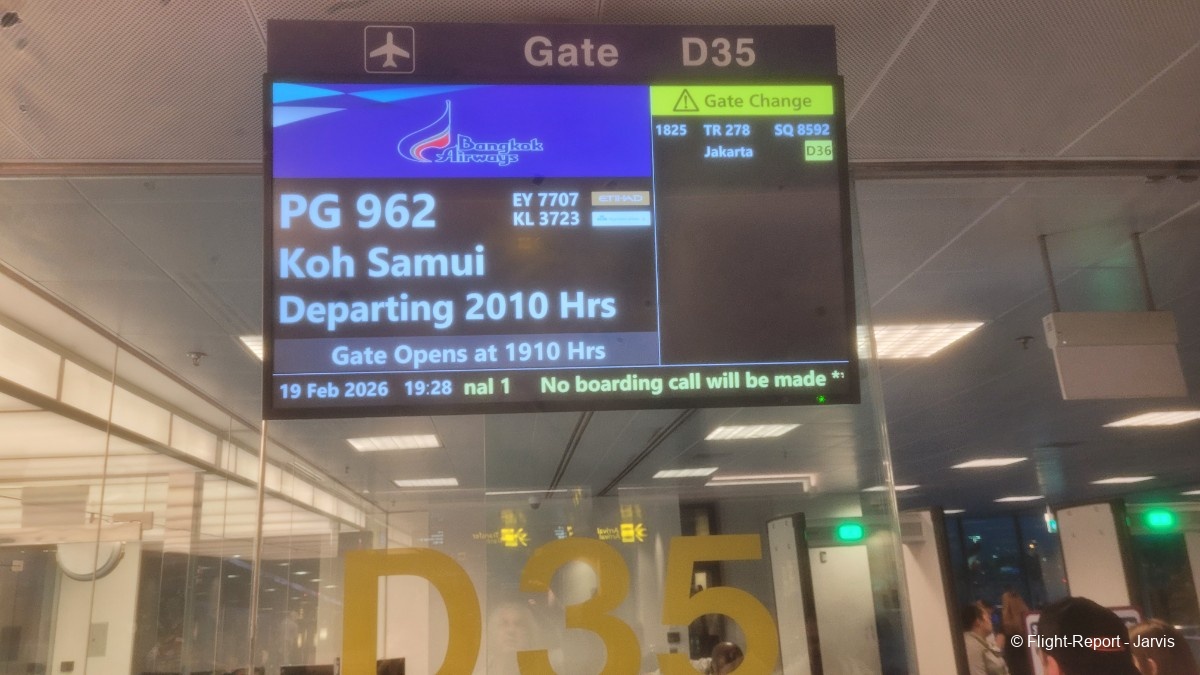 Gate D35
Bangkok
Airways
PG 962
EY 7707 ETIHAD
KL 3723
Koh Samui
Departing 2010 Hrs
Gate Opens at 1910 Hrs
Gate Change
1825 TR 278 SQ 8592
Jakarta D36
19 Feb 2026 19:28 nal 1 No boarding call will be made *
D35
© Flight-Report - Jarvis